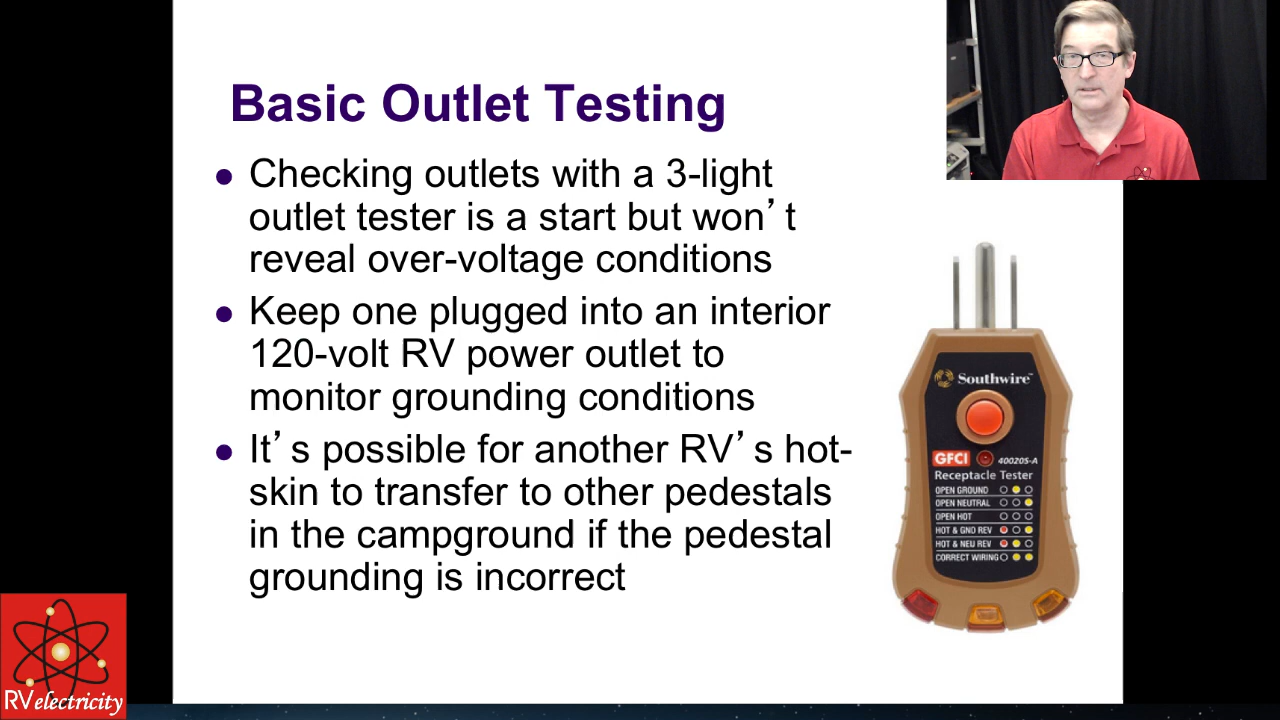 Basic Outlet Testing
● Checking outlets with a 3-light
outlet tester is a start but won’t
reveal over-voltage conditions
● Keep one plugged into an interior
120-volt RV power outlet to
monitor grounding conditions
● It’s possible for another RV’s hot-
skin to transfer to other pedestals
in the campground if the pedestal
grounding is incorrect
Southwire™
GFCI 40020S-A
Receptacle Tester
OPEN GROUND
OPEN NEUTRAL
OPEN HOT
HOT & GND REV
HOT & NEU REV
CORRECT WIRING
RVelectricity